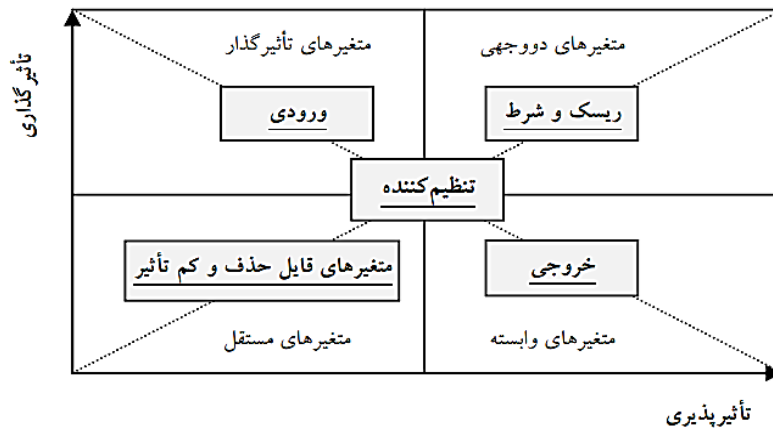 تأثیرگذاری
متغیرهای دووجهی
متغیرهای تأثیرگذار
ریسک و شرط
ورودی
تنظیم‌کننده
خروجی
متغیرهای قایل حذف و کم تأثیر
متغیرهای وابسته
متغیرهای مستقل
تأثیرپذیری